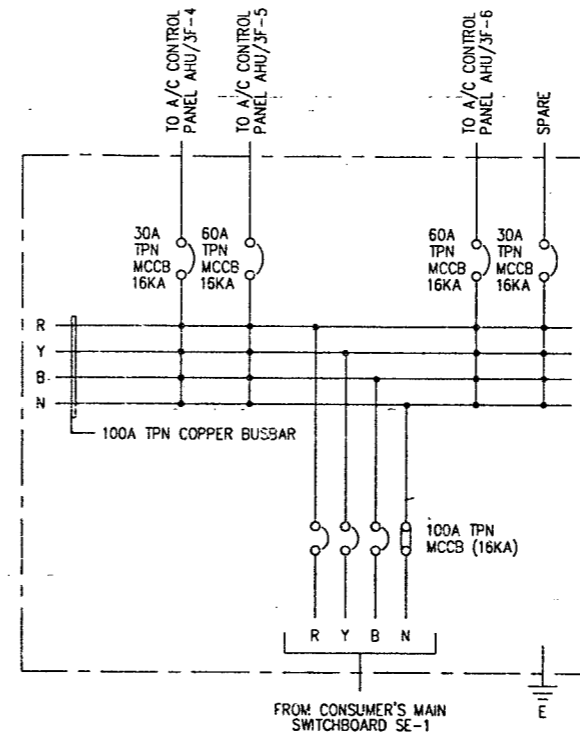 TO A/C CONTROL
PANEL AHU/3F-4
TO A/C CONTROL
PANEL AHU/3F-5
TO A/C CONTROL
PANEL AHU/3F-6
SPARE
30A
TPN
MCCB
16KA
60A
TPN
MCCB
16KA
60A
TPN
MCCB
16KA
30A
TPN
MCCB
16KA
R
Y
B
N
100A TPN COPPER BUSBAR
100A TPN
MCCB (16KA)
R Y B N
FROM CONSUMER'S MAIN
SWITCHBOARD SE-1
E